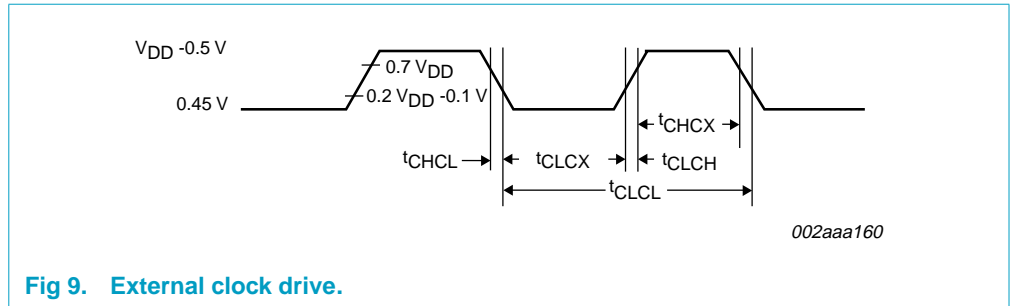 VDD -0.5 V
0.7 VDD
0.2 VDD -0.1 V
0.45 V
tCHCX
tCHCL
tCLCX
tCLCH
tCLCL
002aaa160
Fig 9. External clock drive.